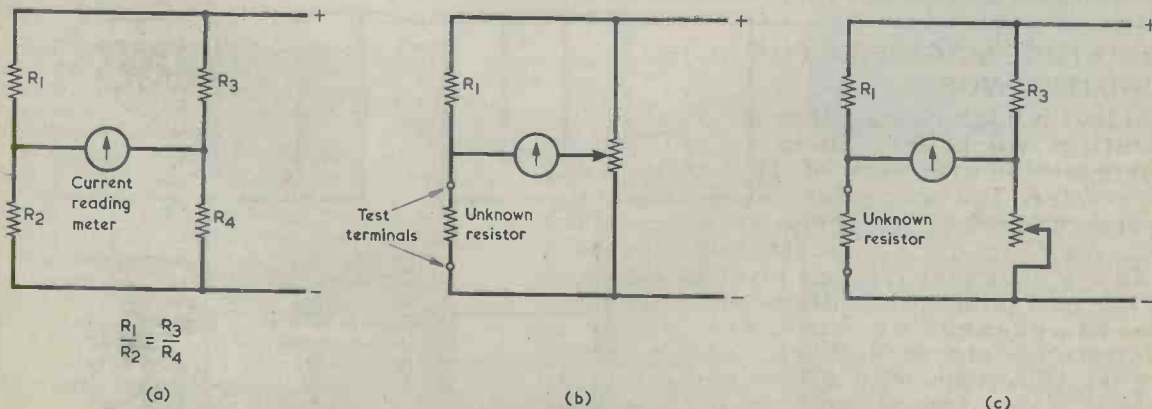 +
R1
R3
Current
reading
meter
R2
R4
−
R1/R2 = R3/R4
(a)
+
R1
Test
terminals
Unknown
resistor
−
(b)
+
R1
R3
Unknown
resistor
−
(c)